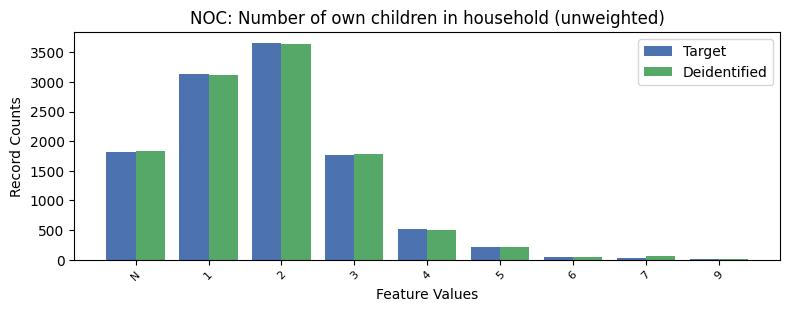 NOC: Number of own children in household (unweighted)
Target
Deidentified
Record Counts
3500
3000
2500
2000
1500
1000
500
0
N 1 2 3 4 5 6 7 9
Feature Values